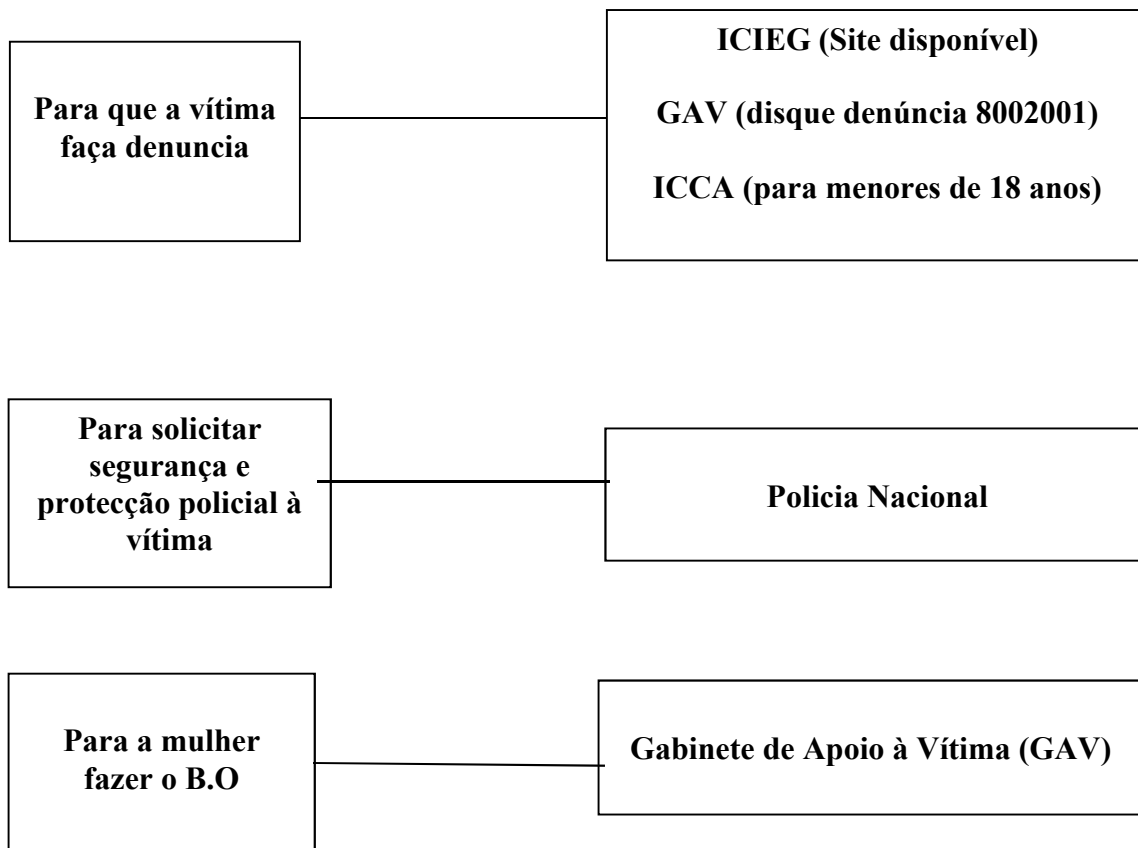 Para que a vítima
faça denuncia
ICIEG (Site disponível)
GAV (disque denúncia 8002001)
ICCA (para menores de 18 anos)
Para solicitar
segurança e
protecção policial à
vítima
Policia Nacional
Para a mulher
fazer o B.O
Gabinete de Apoio à Vítima (GAV)